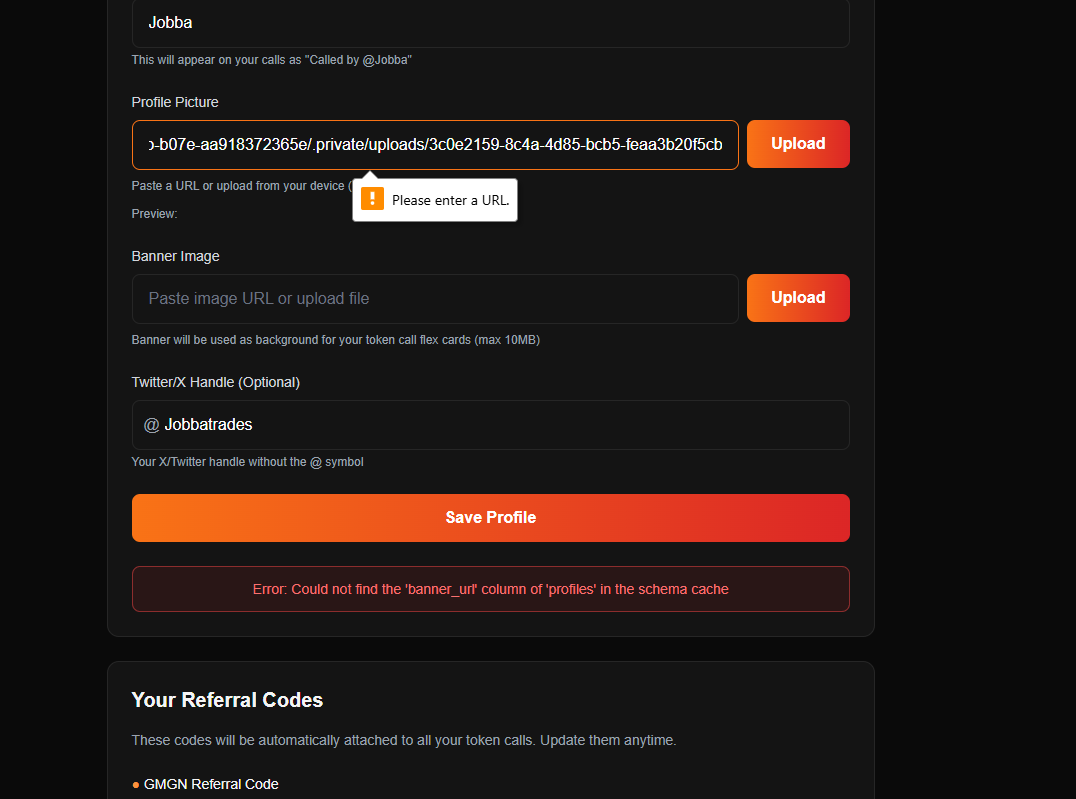 Jobba
This will appear on your calls as "Called by @Jobba"
Profile Picture
-b07e-aa918372365e/.private/uploads/3c0e2159-8c4a-4d85-bcb5-feaa3b20f5cb
Upload
Paste a URL or upload from your device (
Please enter a URL.
Preview:
Banner Image
Paste image URL or upload file
Upload
Banner will be used as background for your token call flex cards (max 10MB)
Twitter/X Handle (Optional)
@ Jobbatrades
Your X/Twitter handle without the @ symbol
Save Profile
Error: Could not find the 'banner_url' column of 'profiles' in the schema cache
Your Referral Codes
These codes will be automatically attached to all your token calls. Update them anytime.
● GMGN Referral Code